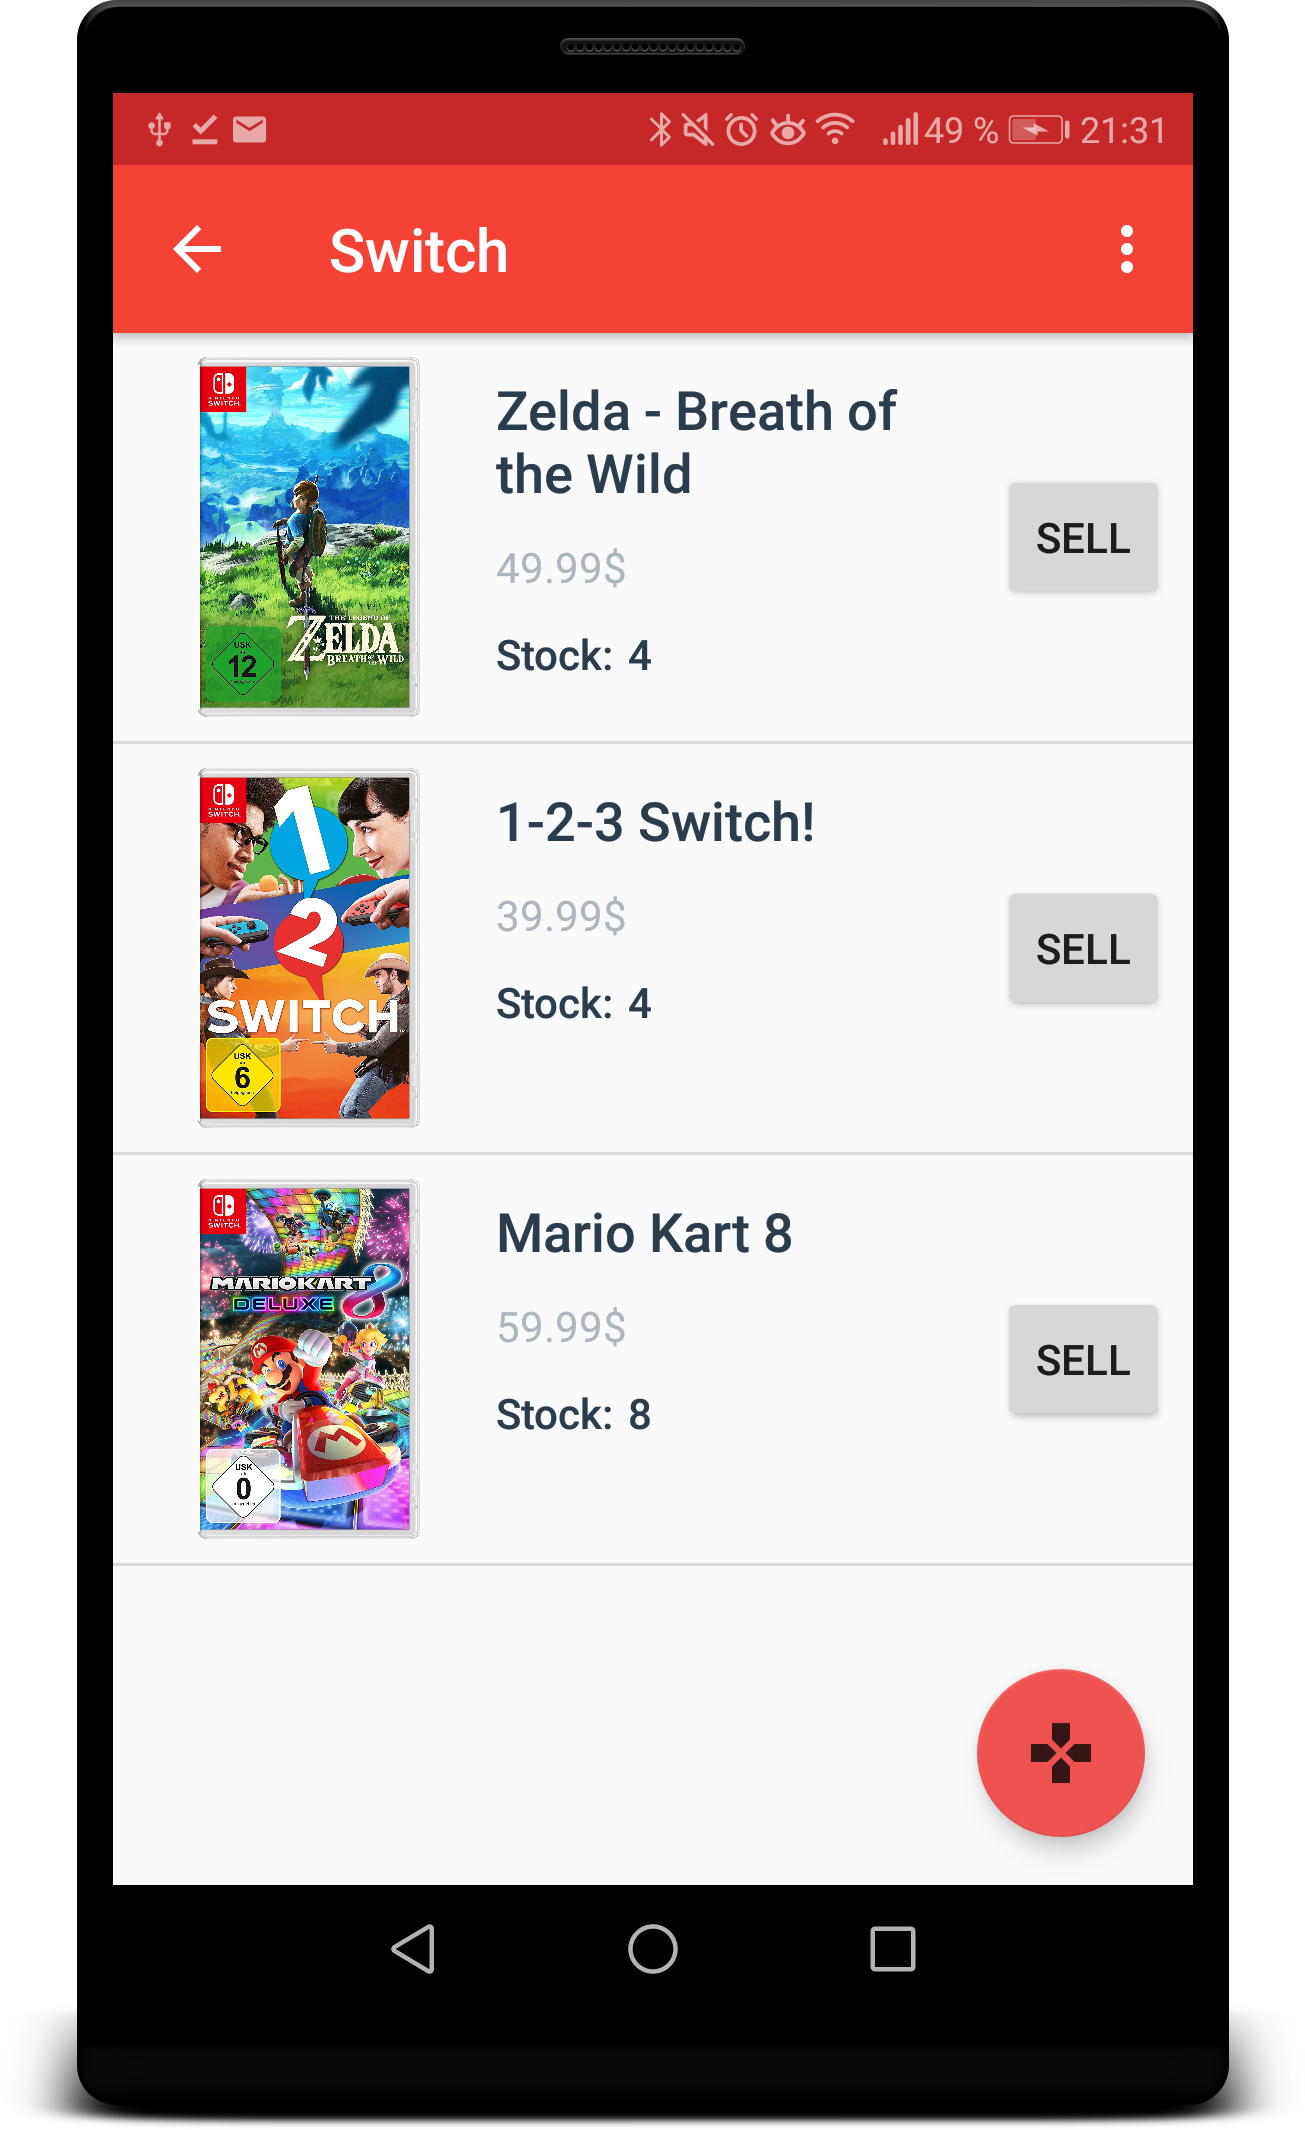 49 % 21:31
Switch
NINTENDO
SWITCH
THE LEGEND OF
ZELDA
BREATH OF THE WILD
USK
12
Zelda - Breath of
the Wild
49.99$
Stock: 4
SELL
NINTENDO
SWITCH
1
2
SWITCH
USK
6
1-2-3 Switch!
39.99$
Stock: 4
SELL
NINTENDO
SWITCH
MARIOKART 8
DELUXE
M
USK
0
Mario Kart 8
59.99$
Stock: 8
SELL